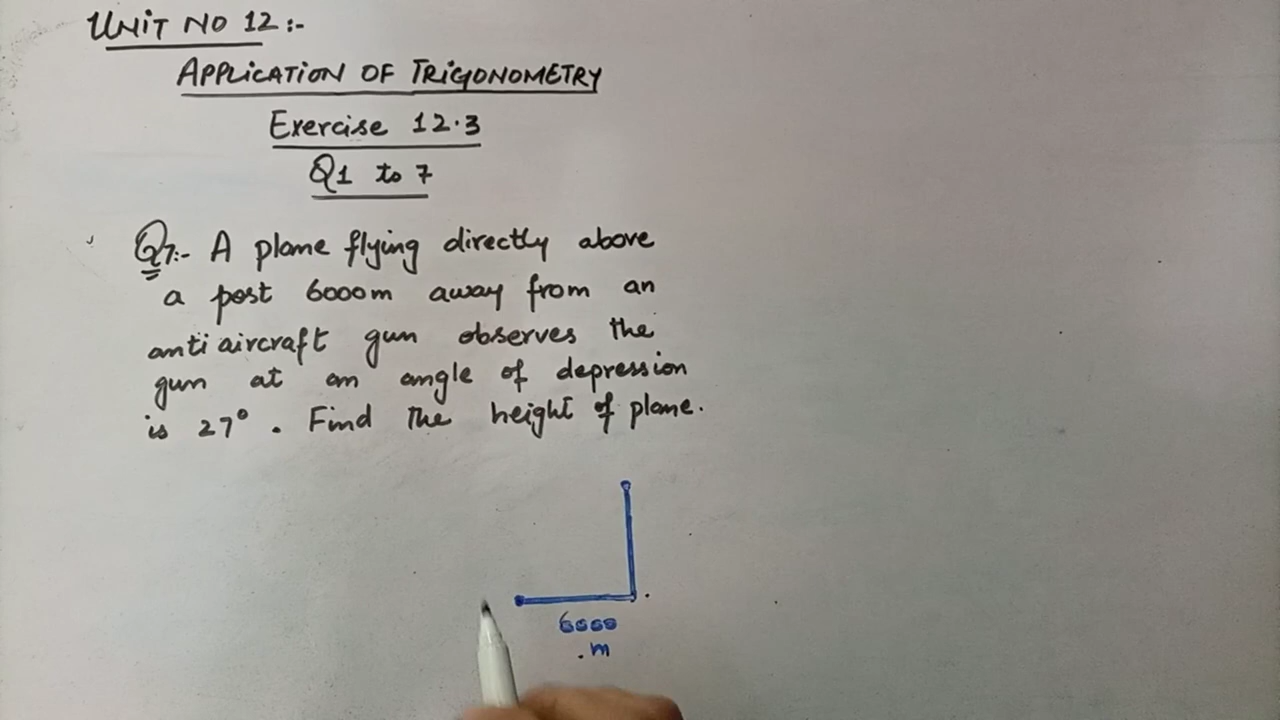 UNIT NO 12:-
APPLICATION OF TRIGONOMETRY
Exercise 12.3
Q1 to 7
Q7:- A plane flying directly above
a post 6000m away from an
anti aircraft gun observes the
gun at an angle of depression
is 27°. Find the height of plane.
6000
m